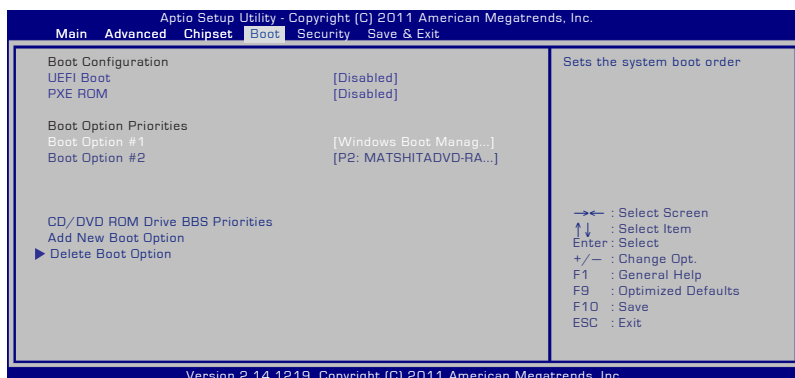 Aptio Setup Utility - Copyright (C) 2011 American Megatrends, Inc.
Main Advanced Chipset Boot Security Save & Exit
Boot Configuration
UEFI Boot [Disabled]
PXE ROM [Disabled]
Boot Option Priorities
Boot Option #1 [Windows Boot Manag...]
Boot Option #2 [P2: MATSHITADVD-RA...]
CD/DVD ROM Drive BBS Priorities
Add New Boot Option
▶ Delete Boot Option
Sets the system boot order
→← : Select Screen
↑↓ : Select Item
Enter : Select
+/— : Change Opt.
F1 : General Help
F9 : Optimized Defaults
F10 : Save
ESC : Exit
Version 2.14.1219. Copyright (C) 2011 American Megatrends, Inc.